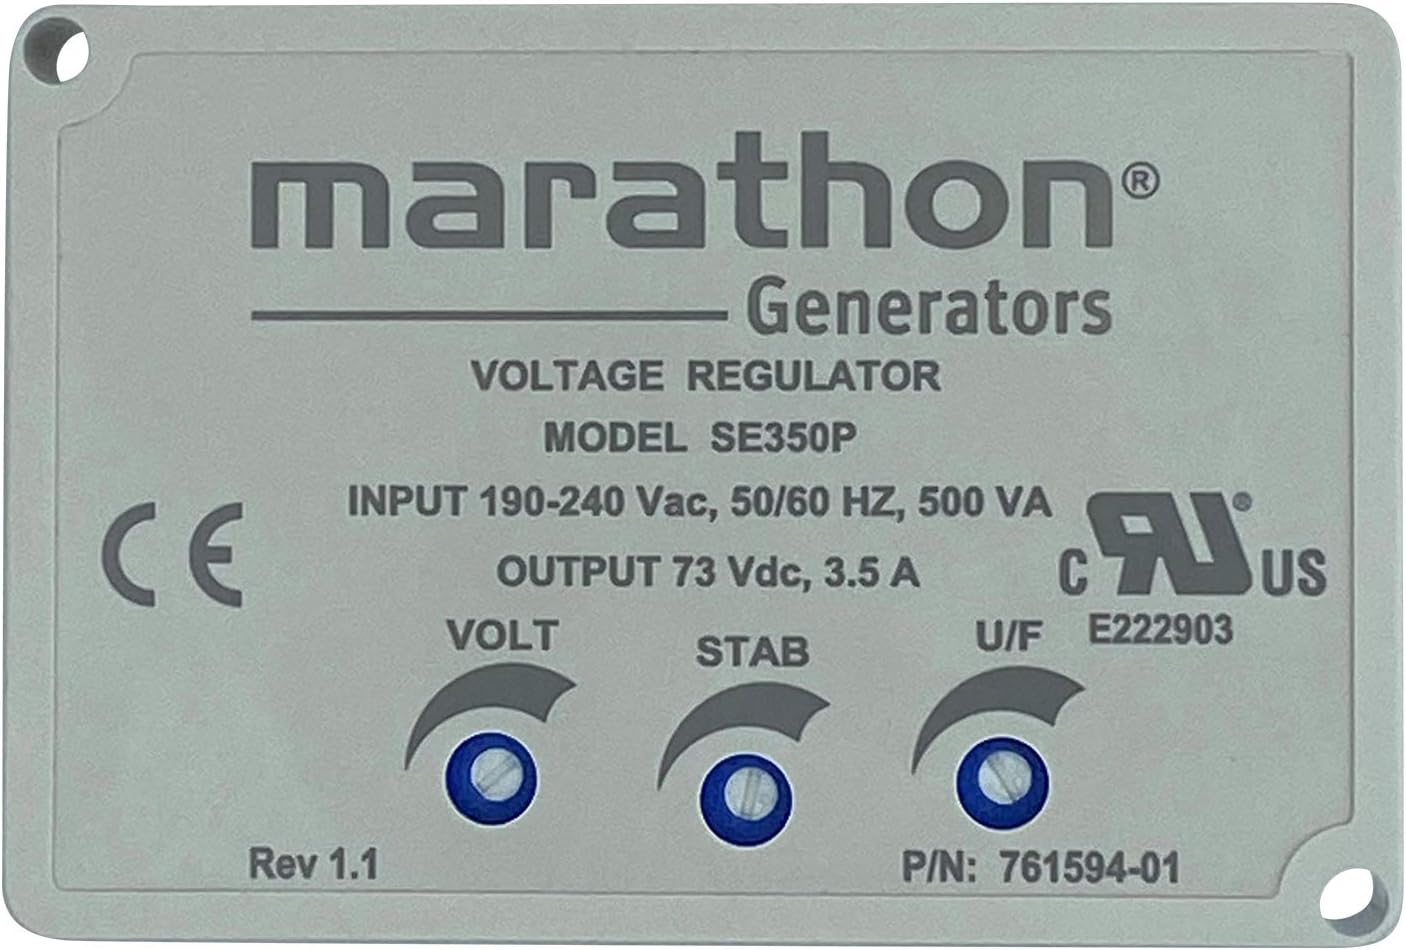 marathon®
Generators
VOLTAGE REGULATOR
MODEL SE350P
INPUT 190-240 Vac, 50/60 HZ, 500 VA
OUTPUT 73 Vdc, 3.5 A
CE
C RU® US
E222903
VOLT
STAB
U/F
Rev 1.1
P/N: 761594-01